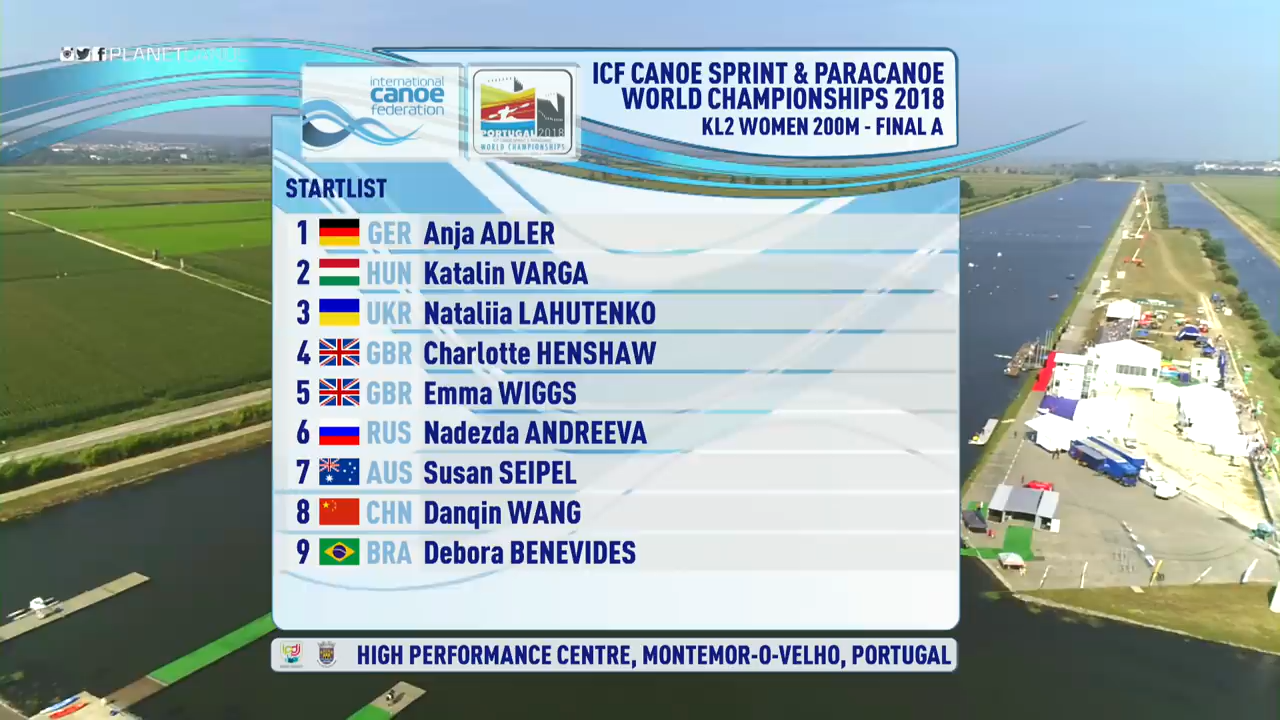 PLANETCANOE
international
canoe
federation
PORTUGAL 2018
WORLD CHAMPIONSHIPS
ICF CANOE SPRINT & PARACANOE
WORLD CHAMPIONSHIPS 2018
KL2 WOMEN 200M - FINAL A
STARTLIST
1 GER Anja ADLER
2 HUN Katalin VARGA
3 UKR Nataliia LAHUTENKO
4 GBR Charlotte HENSHAW
5 GBR Emma WIGGS
6 RUS Nadezda ANDREEVA
7 AUS Susan SEIPEL
8 CHN Danqin WANG
9 BRA Debora BENEVIDES
HIGH PERFORMANCE CENTRE, MONTEMOR-O-VELHO, PORTUGAL